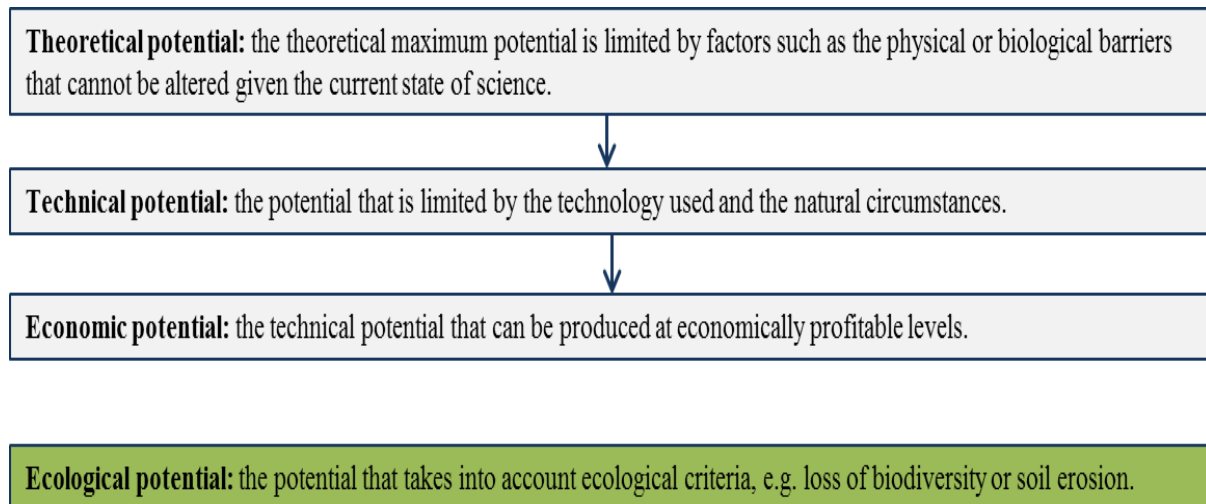 Theoretical potential: the theoretical maximum potential is limited by factors such as the physical or biological barriers
that cannot be altered given the current state of science.
Technical potential: the potential that is limited by the technology used and the natural circumstances.
Economic potential: the technical potential that can be produced at economically profitable levels.
Ecological potential: the potential that takes into account ecological criteria, e.g. loss of biodiversity or soil erosion.